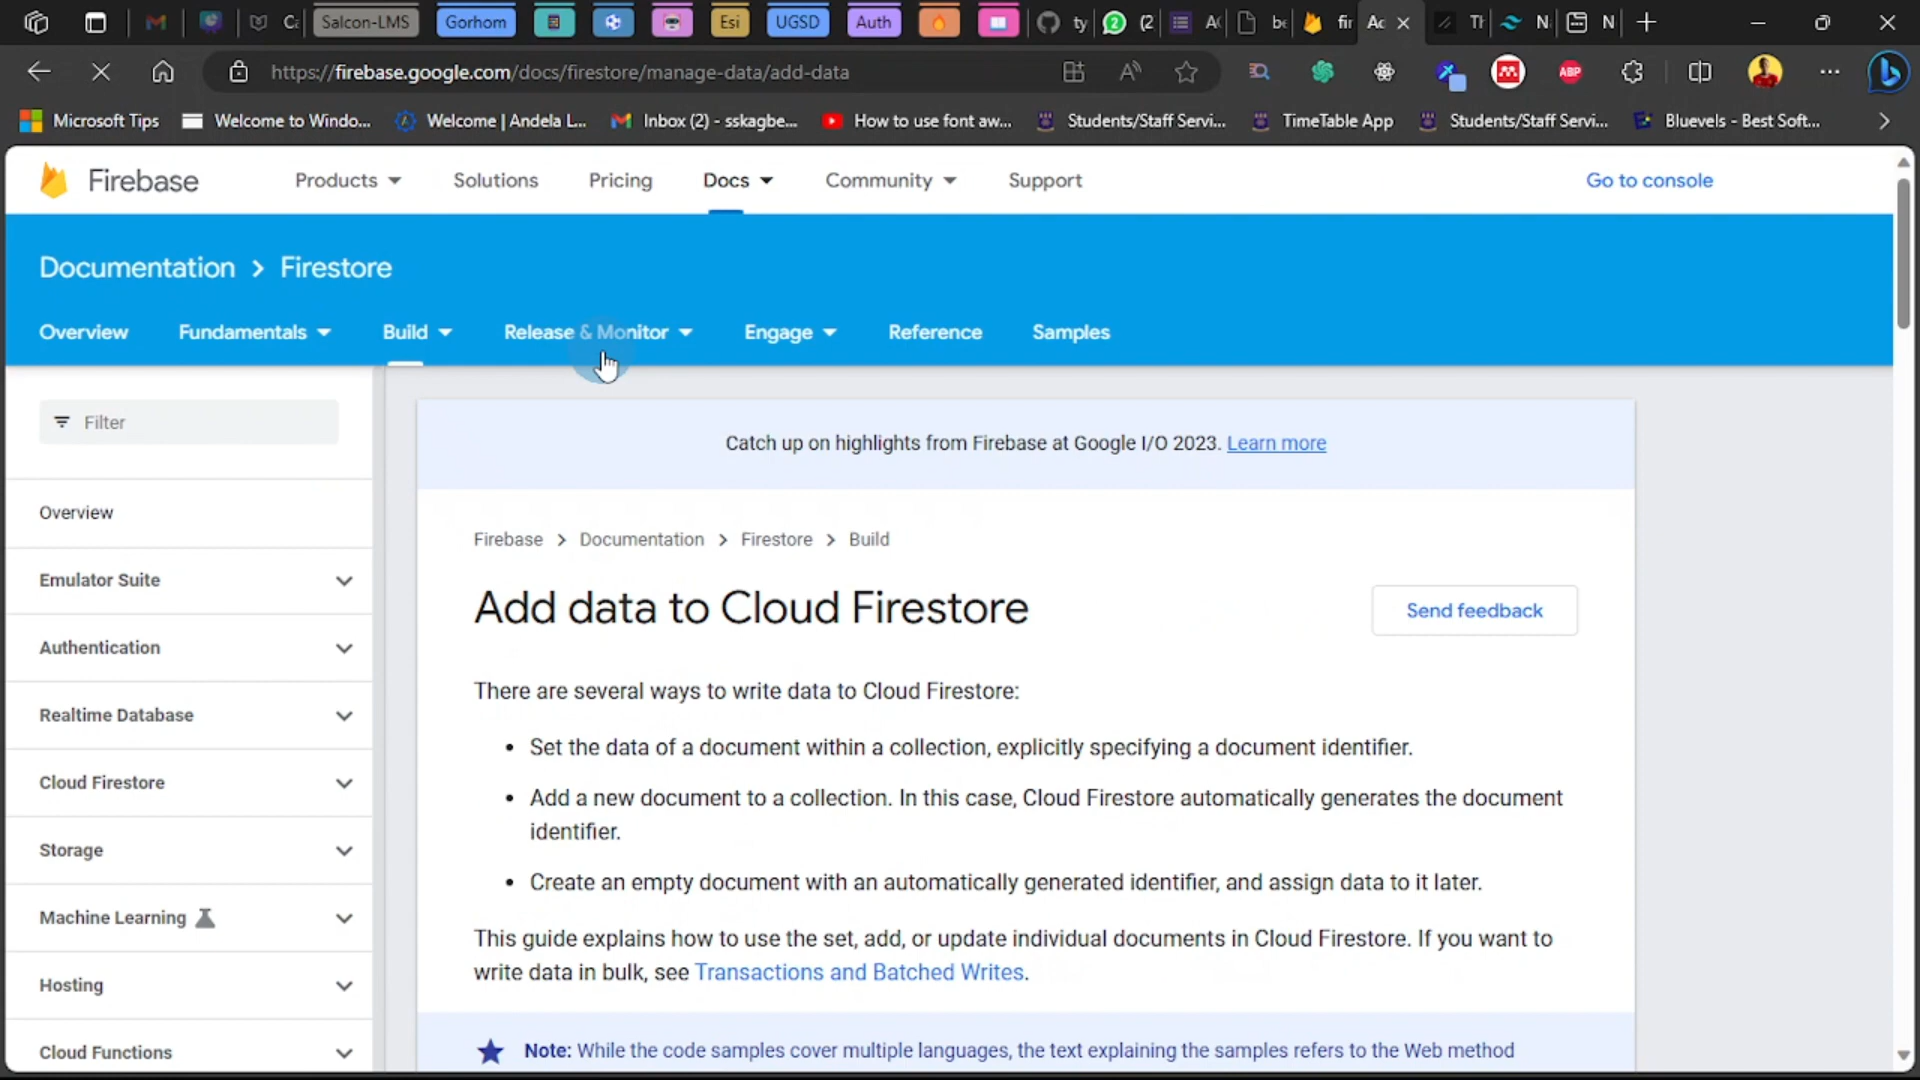 Ca
Salcon-LMS
Gorhom
Esi
UGSD
Auth
ty
(2
be
fir
N
N
https://firebase.google.com/docs/firestore/manage-data/add-data
ABP
Microsoft Tips
Welcome to Windo...
Welcome | Andela L...
Inbox (2) - sskagbe...
How to use font aw...
Students/Staff Servi...
TimeTable App
Students/Staff Servi...
Bluevels - Best Soft...
Firebase
Products
Solutions
Pricing
Docs
Community
Support
Go to console
Documentation > Firestore
Overview
Fundamentals
Build
Release & Monitor
Engage
Reference
Samples
Filter
Overview
Emulator Suite
Authentication
Realtime Database
Cloud Firestore
Storage
Machine Learning
Hosting
Cloud Functions
Catch up on highlights from Firebase at Google I/O 2023. Learn more
Firebase > Documentation > Firestore > Build
Add data to Cloud Firestore
Send feedback
There are several ways to write data to Cloud Firestore:
• Set the data of a document within a collection, explicitly specifying a document identifier.
• Add a new document to a collection. In this case, Cloud Firestore automatically generates the document
identifier.
• Create an empty document with an automatically generated identifier, and assign data to it later.
This guide explains how to use the set, add, or update individual documents in Cloud Firestore. If you want to
write data in bulk, see Transactions and Batched Writes.
Note: While the code samples cover multiple languages, the text explaining the samples refers to the Web method